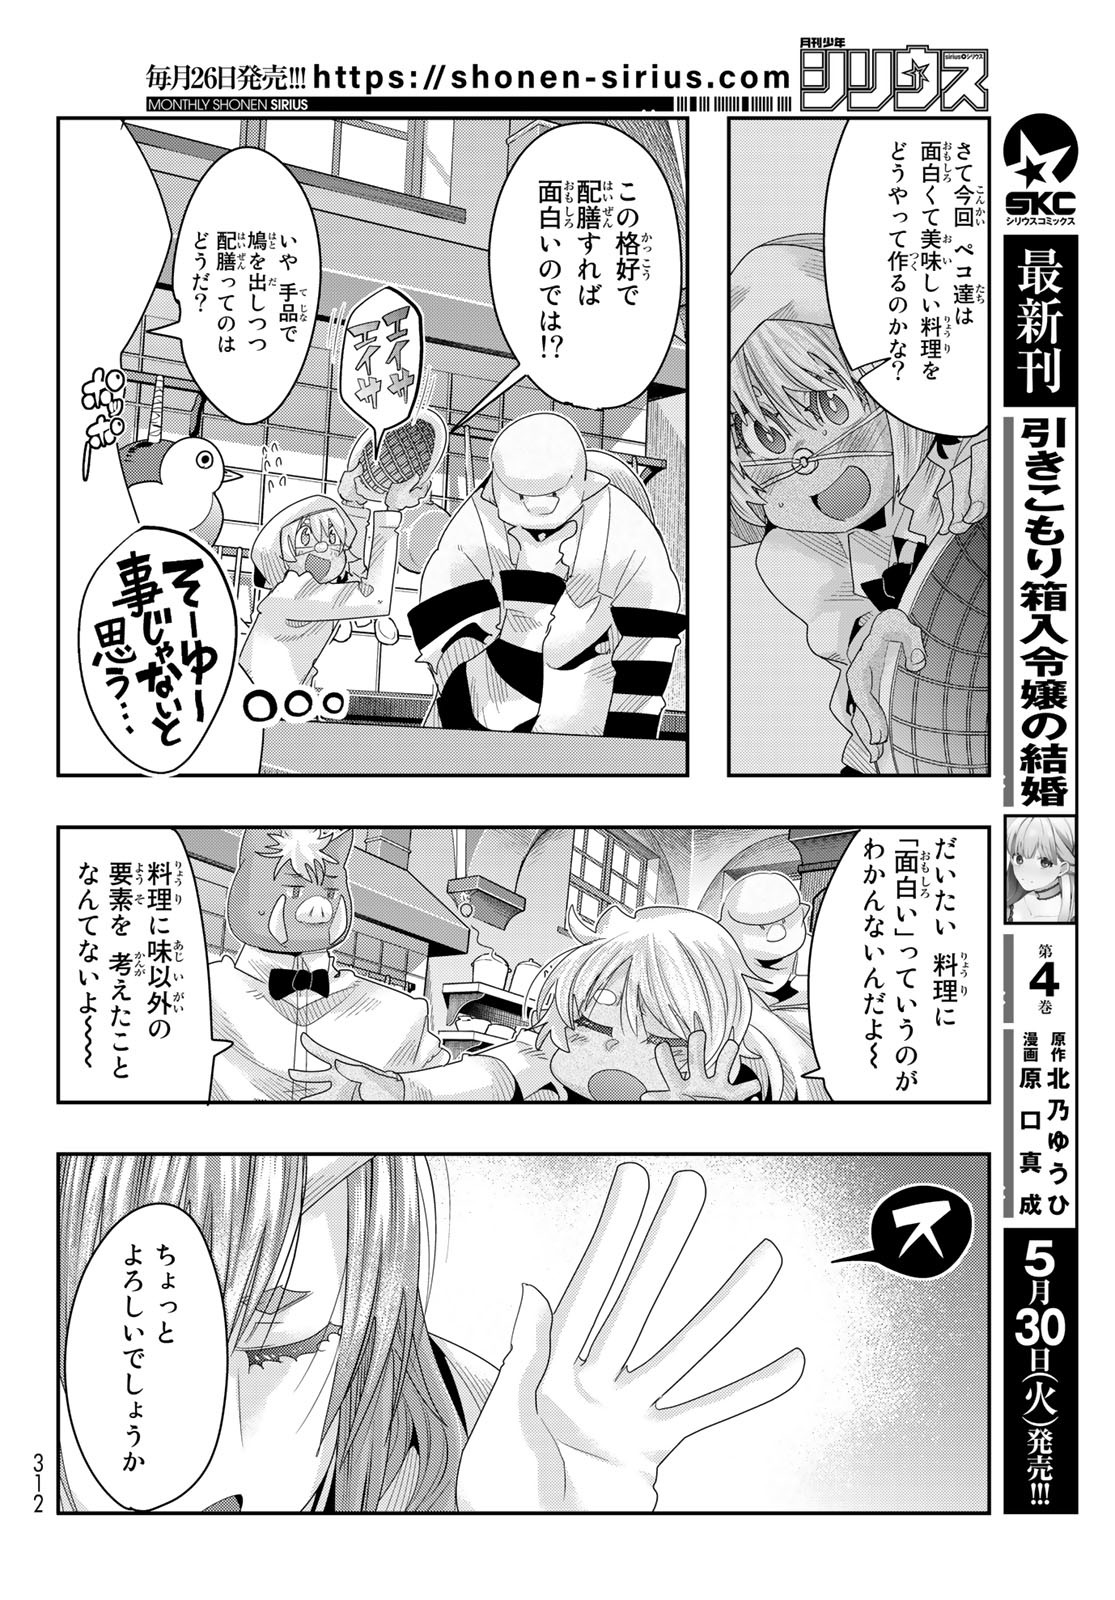 毎月26日発売!!! https://shonen-sirius.com
MONTHLY SHONEN SIRIUS
月刊少年
シリウス
sirius★シリウス
さて今回 ペコ達は
面白くて美味しい料理を
どうやって作るのかな?
この格好で
配膳すれば
面白いのでは!?
エイサ
エイサ
いや 手品で
鳩を出しつつ
配膳ってのは
どうだ?
ポッポ
そーゆ〜
事じゃないと
思う…
だいたい 料理に
「面白い」っていうのが
わかんないんだよ〜
料理に味以外の
要素を 考えたこと
なんてないよ〜〜
ス
ちょっと
よろしいでしょうか
312
SKC
シリウスコミックス
最新刊
引きこもり箱入令嬢の結婚
第4巻
原作 北乃ゆうひ
漫画 原口真成
5月30日(火)発売!!!